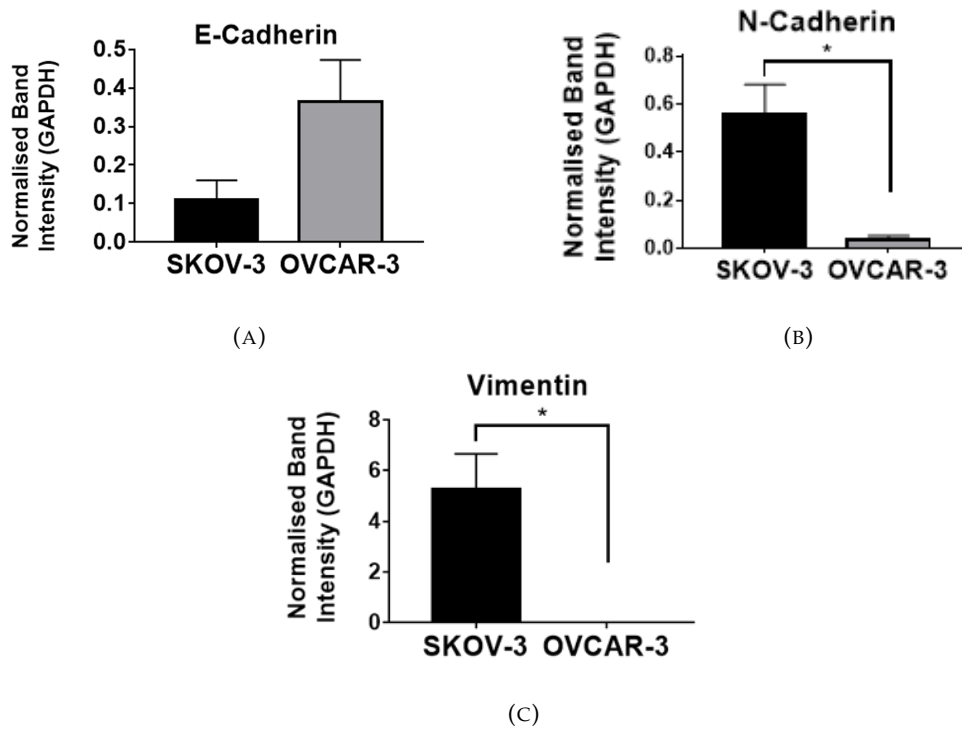 E-Cadherin
Normalised Band
Intensity (GAPDH)
0.5
0.4
0.3
0.2
0.1
0.0
SKOV-3 OVCAR-3
(A)
N-Cadherin
*
Normalised Band
Intensity (GAPDH)
0.8
0.6
0.4
0.2
0.0
SKOV-3 OVCAR-3
(B)
Vimentin
*
Normalised Band
Intensity (GAPDH)
8
6
4
2
0
SKOV-3 OVCAR-3
(C)